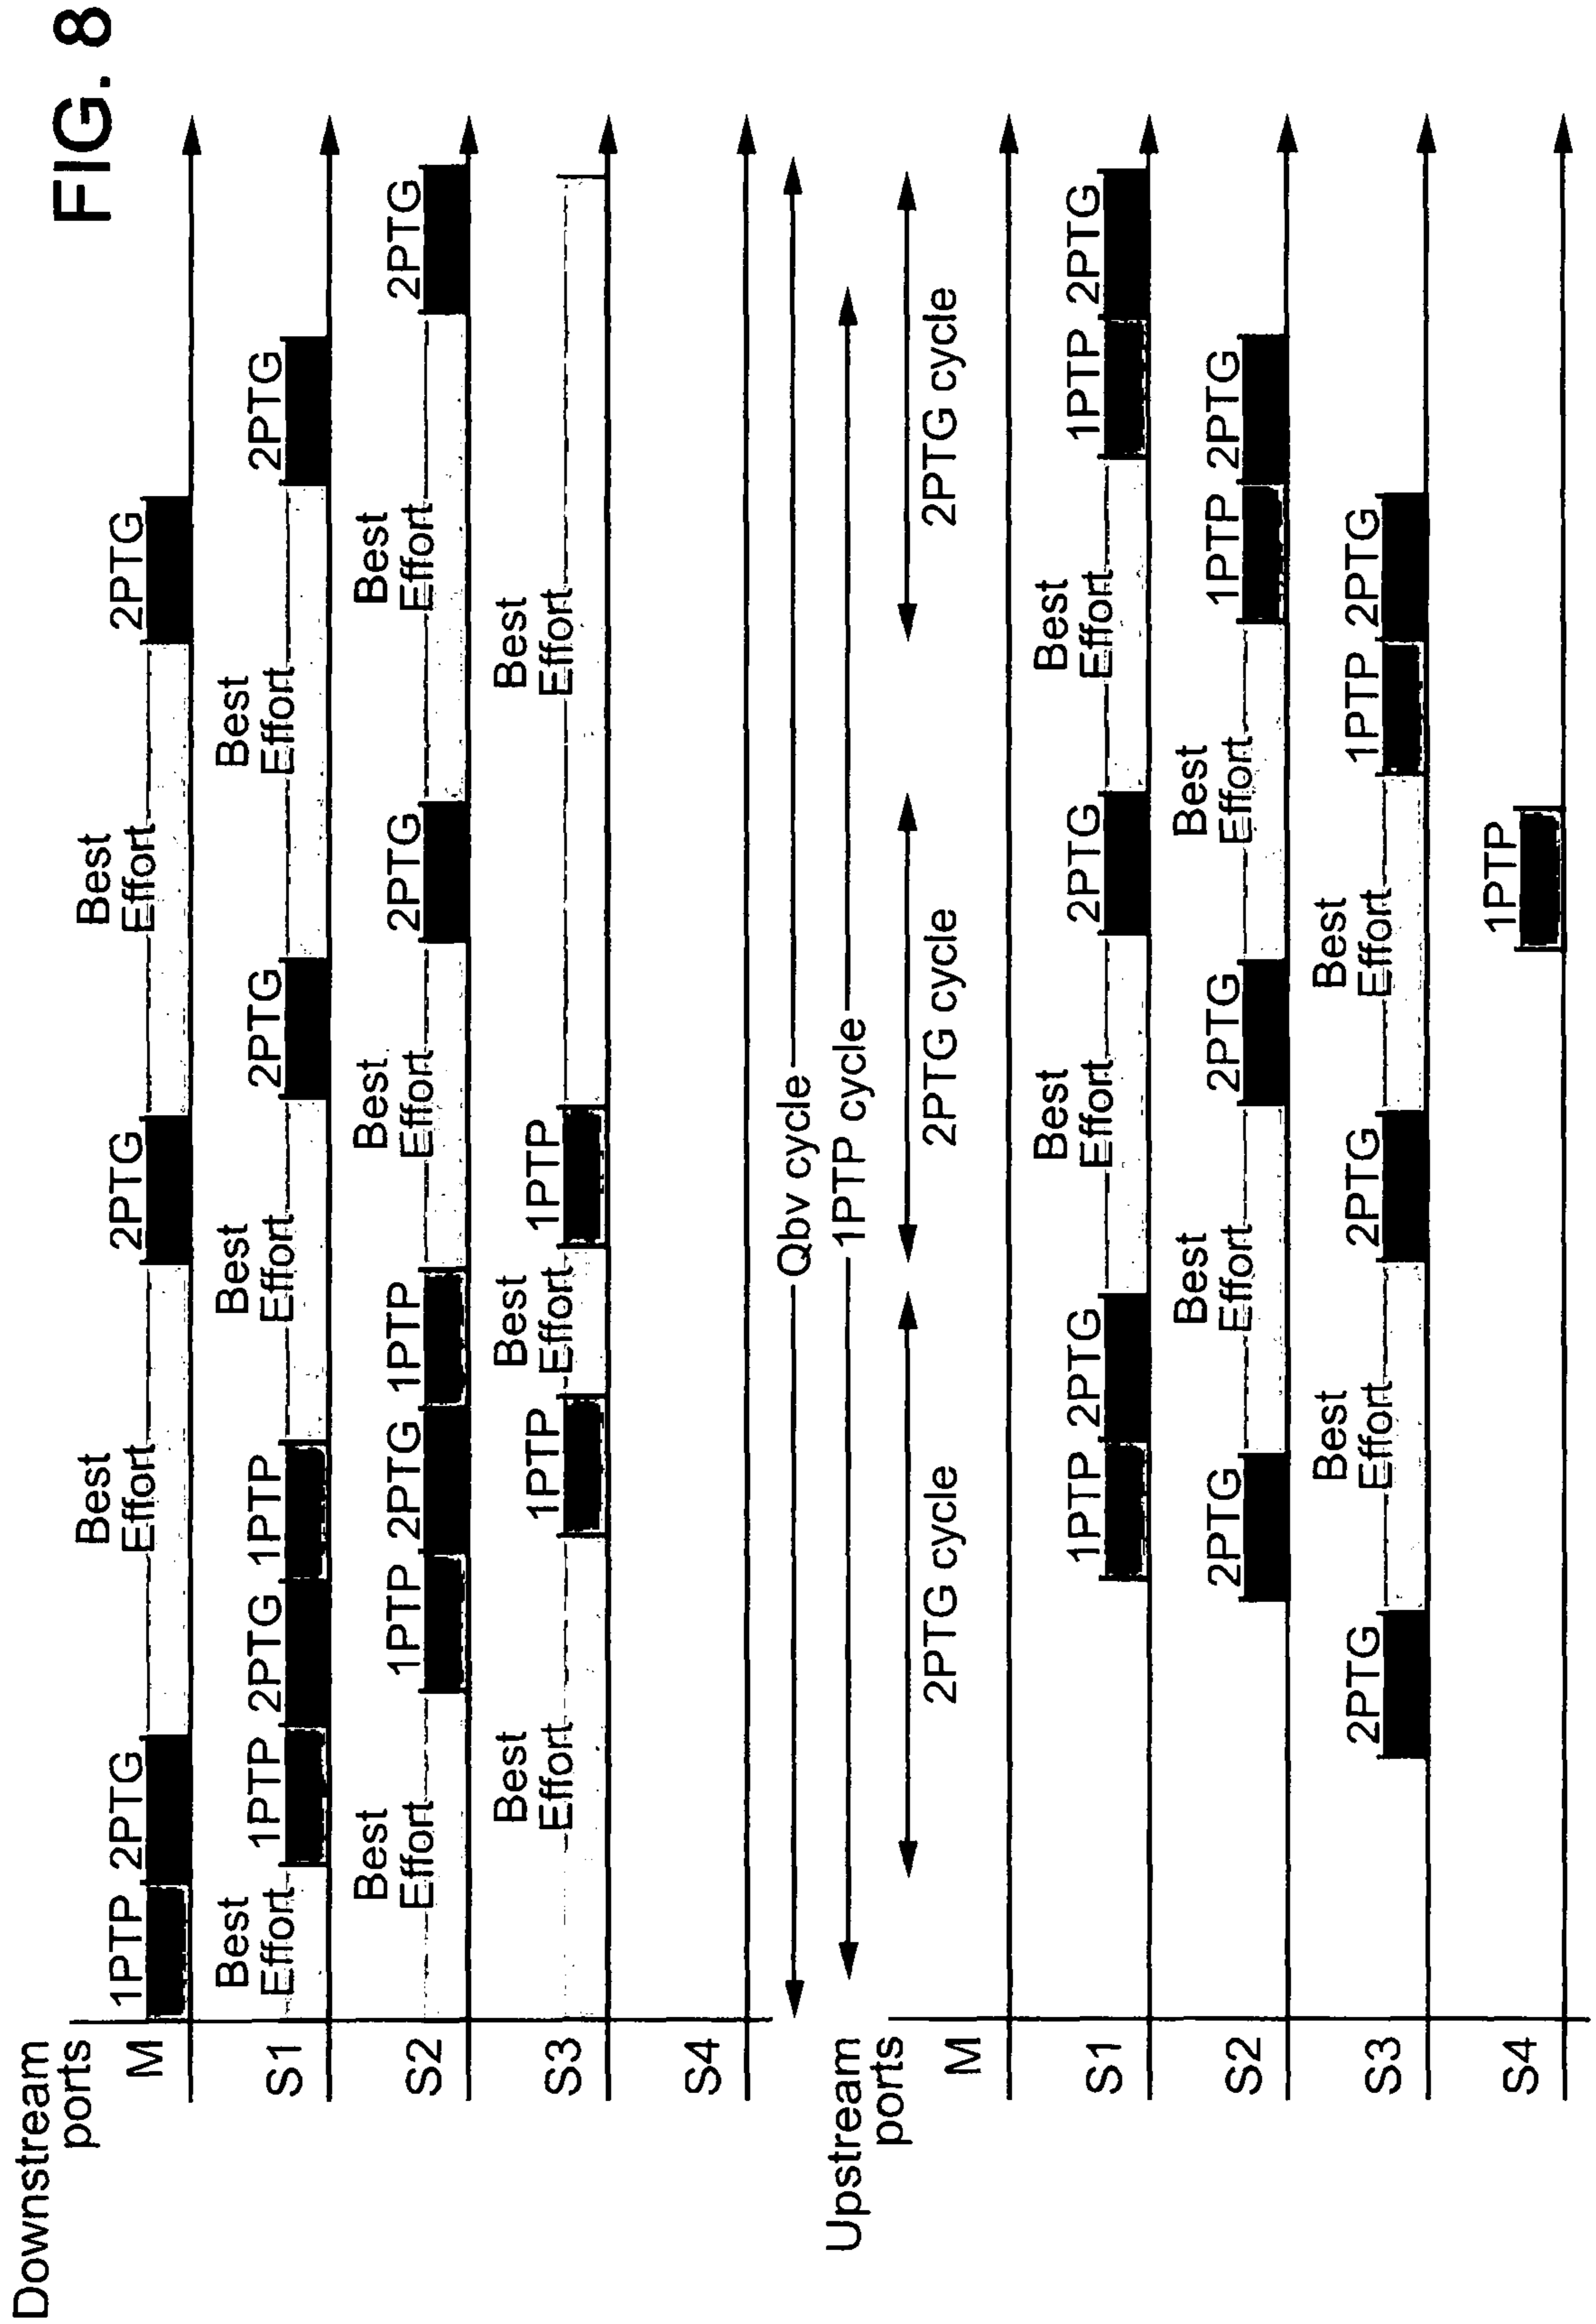 FIG. 8
Downstream
ports
M
1PTP
2PTG
Best
Effort
2PTG
Best
Effort
2PTG
S1
Best
Effort
1PTP
2PTG
1PTP
Best
Effort
2PTG
Best
Effort
2PTG
S2
Best
Effort
1PTP
2PTG
1PTP
Best
Effort
2PTG
Best
Effort
2PTG
S3
Best
Effort
1PTP
Best
Effort
1PTP
Best
Effort
S4
Qbv cycle
1PTP cycle
2PTG cycle
2PTG cycle
2PTG cycle
Upstream
ports
M
S1
1PTP
2PTG
Best
Effort
2PTG
Best
Effort
1PTP
2PTG
S2
2PTG
Best
Effort
2PTG
Best
Effort
1PTP
2PTG
S3
2PTG
Best
Effort
2PTG
Best
Effort
1PTP
2PTG
S4
1PTP